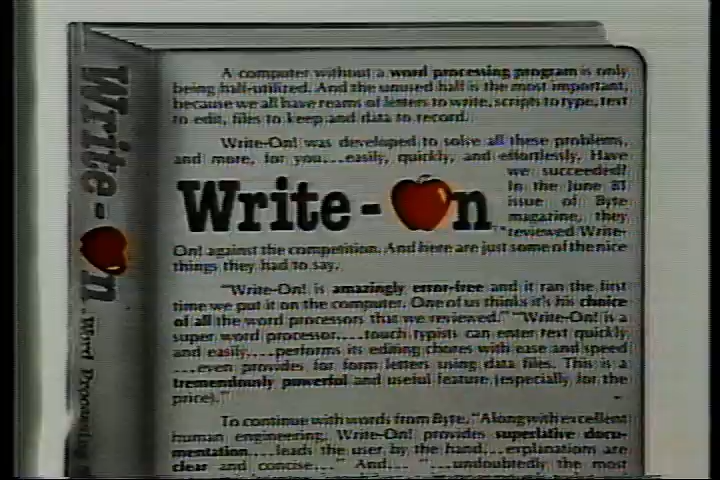 Write-On
Word Processing
A computer without a word processing program is only
being half-utilized. And the unused half is the most important,
because we all have reams of letters to write, scripts to type, text
to edit, files to keep and data to record.
Write-On! was developed to solve all these problems,
and more, for you...easily, quickly, and effortlessly. Have
we succeeded?
In the June 81
issue of Byte
magazine, they
reviewed Write-
Write-On
On! against the competition. And here are just some of the nice
things they had to say.
"Write-On! is amazingly error-free and it ran the first
time we put it on the computer. One of us thinks it's his choice
of all the word processors that we reviewed." "Write-On! is a
super word processor....touch typists can enter text quickly
and easily....performs its editing chores with ease and speed
...even provides for form letters using data files. This is a
tremendously powerful and useful feature (especially for the
price)."
To continue with words from Byte, "Along with excellent
human engineering, Write-On! provides superlative docu-
mentation....leads the user by the hand...explanations are
clear and concise..." And... "...undoubtedly the most